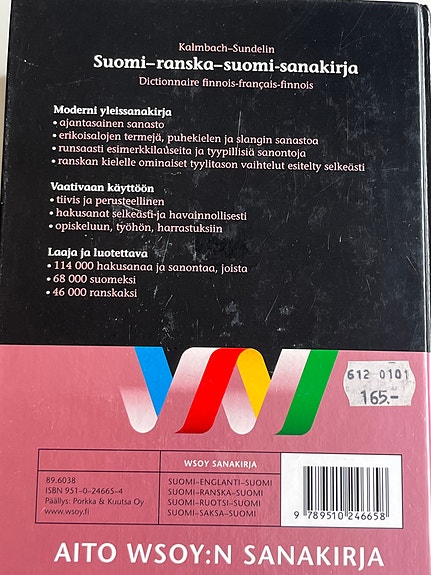 Kalmbach–Sundelin
Suomi–ranska–suomi-sanakirja
Dictionnaire finnois-français-finnois
Moderni yleissanakirja
• ajantasainen sanasto
• erikoisalojen termejä, puhekielen ja slangin sanastoa
• runsaasti esimerkkilauseita ja tyypillisiä sanontoja
• ranskan kielelle ominaiset tyylitason vaihtelut esitelty selkeästi
Vaativaan käyttöön
• tiivis ja perusteellinen
• hakusanat selkeästi ja havainnollisesti
• opiskeluun, työhön, harrastuksiin
Laaja ja luotettava
• 114 000 hakusanaa ja sanontaa, joista
• 68 000 suomeksi
• 46 000 ranskaksi
612 0101
165.-
WSOY SANAKIRJA
89.6038
ISBN 951-0-24665-4
Päällys: Porkka & Kuutsa Oy
www.wsoy.fi
SUOMI–ENGLANTI–SUOMI
SUOMI–RANSKA–SUOMI
SUOMI–RUOTSI–SUOMI
SUOMI–SAKSA–SUOMI
9 789510 246658
AITO WSOY:N SANAKIRJA